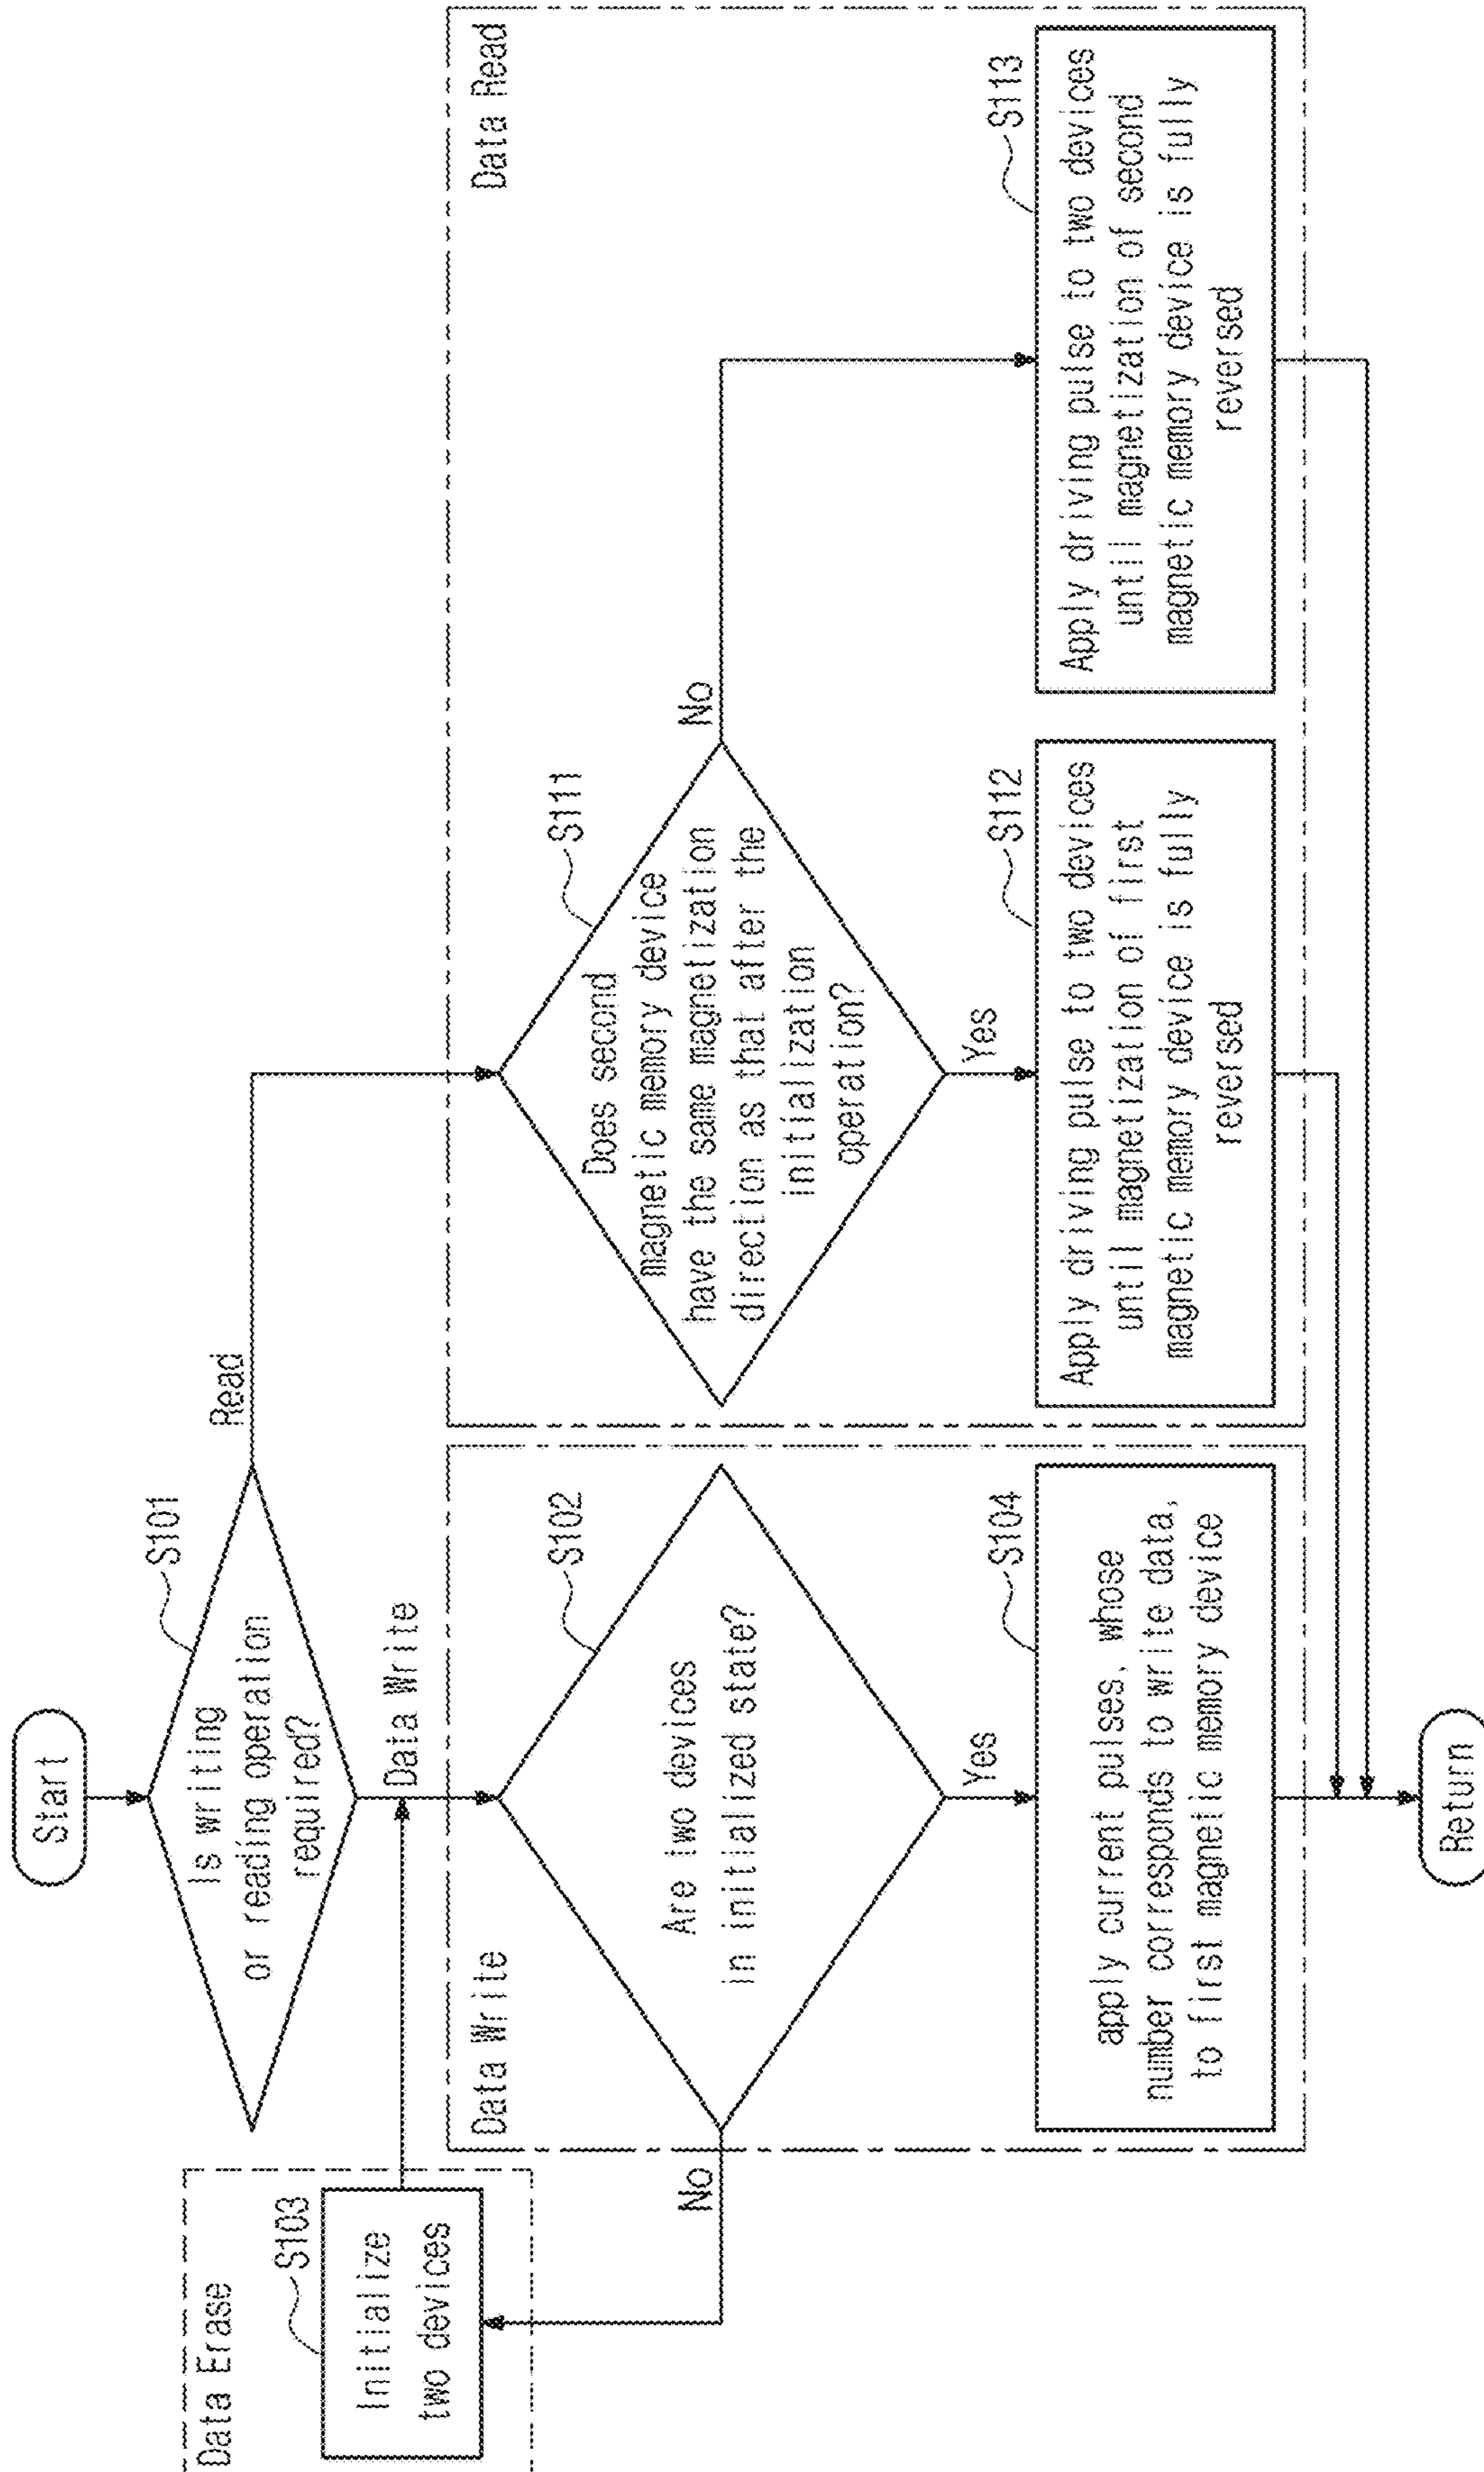 Start
S101
Is writing
or reading operation
required?
Read
Data Write
Data Erase
S103
Initialize
two devices
Data Write
S102
Are two devices
in initialized state?
No
Yes
S104
apply current pulses, whose
number corresponds to write data,
to first magnetic memory device
Data Read
S111
Does second
magnetic memory device
have the same magnetization
direction as that after the
initialization
operation?
No
Yes
S112
Apply driving pulse to two devices
until magnetization of first
magnetic memory device is fully
reversed
S113
Apply driving pulse to two devices
until magnetization of second
magnetic memory device is fully
reversed
Return